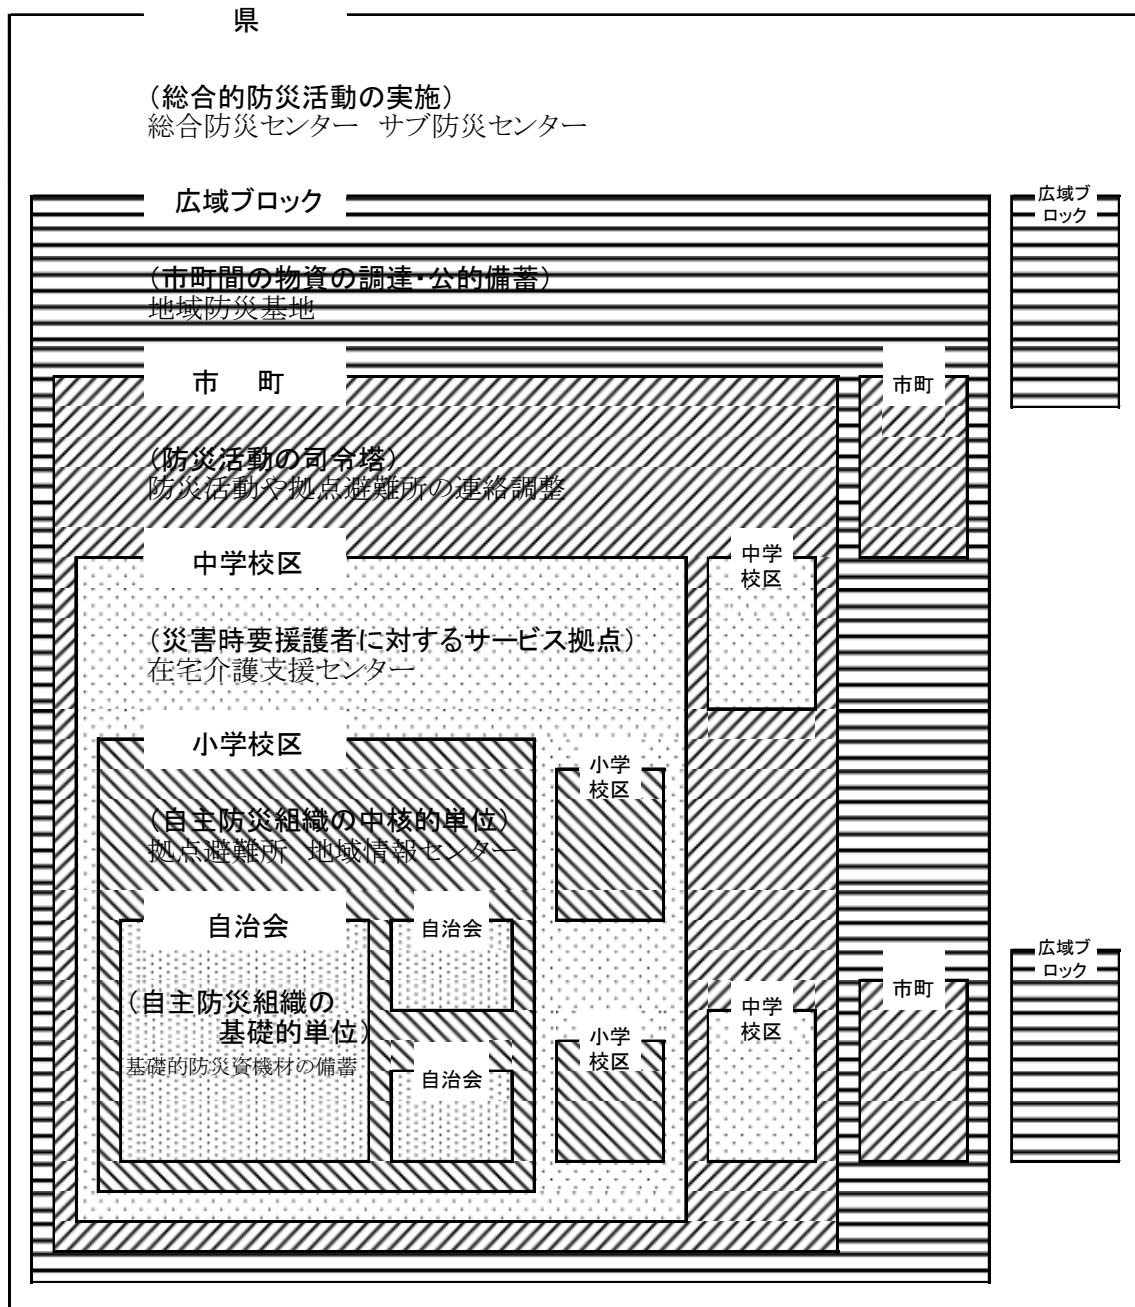 県
(総合的防災活動の実施)
総合防災センター　サブ防災センター
広域ブロック
広域ブ
ロック
(市町間の物資の調達・公的備蓄)
地域防災基地
市　町
市町
(防災活動の司令塔)
防災活動や拠点避難所の連絡調整
中学校区
中学
校区
(災害時要援護者に対するサービス拠点)
在宅介護支援センター
小学校区
小学
校区
(自主防災組織の中核的単位)
拠点避難所　地域情報センター
自治会
自治会
広域ブ
ロック
市町
(自主防災組織の
基礎的単位)
基礎的防災資機材の備蓄
中学
校区
小学
校区
自治会